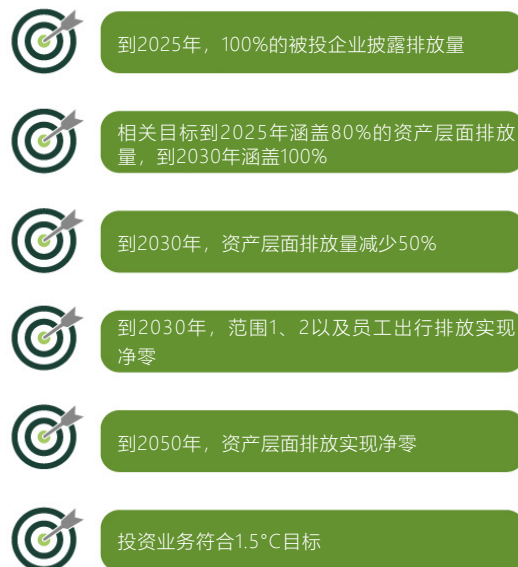 到2025年，100%的被投企业披露排放量
相关目标到2025年涵盖80%的资产层面排放
量，到2030年涵盖100%
到2030年，资产层面排放量减少50%
到2030年，范围1、2以及员工出行排放实现
净零
到2050年，资产层面排放实现净零
投资业务符合1.5°C目标